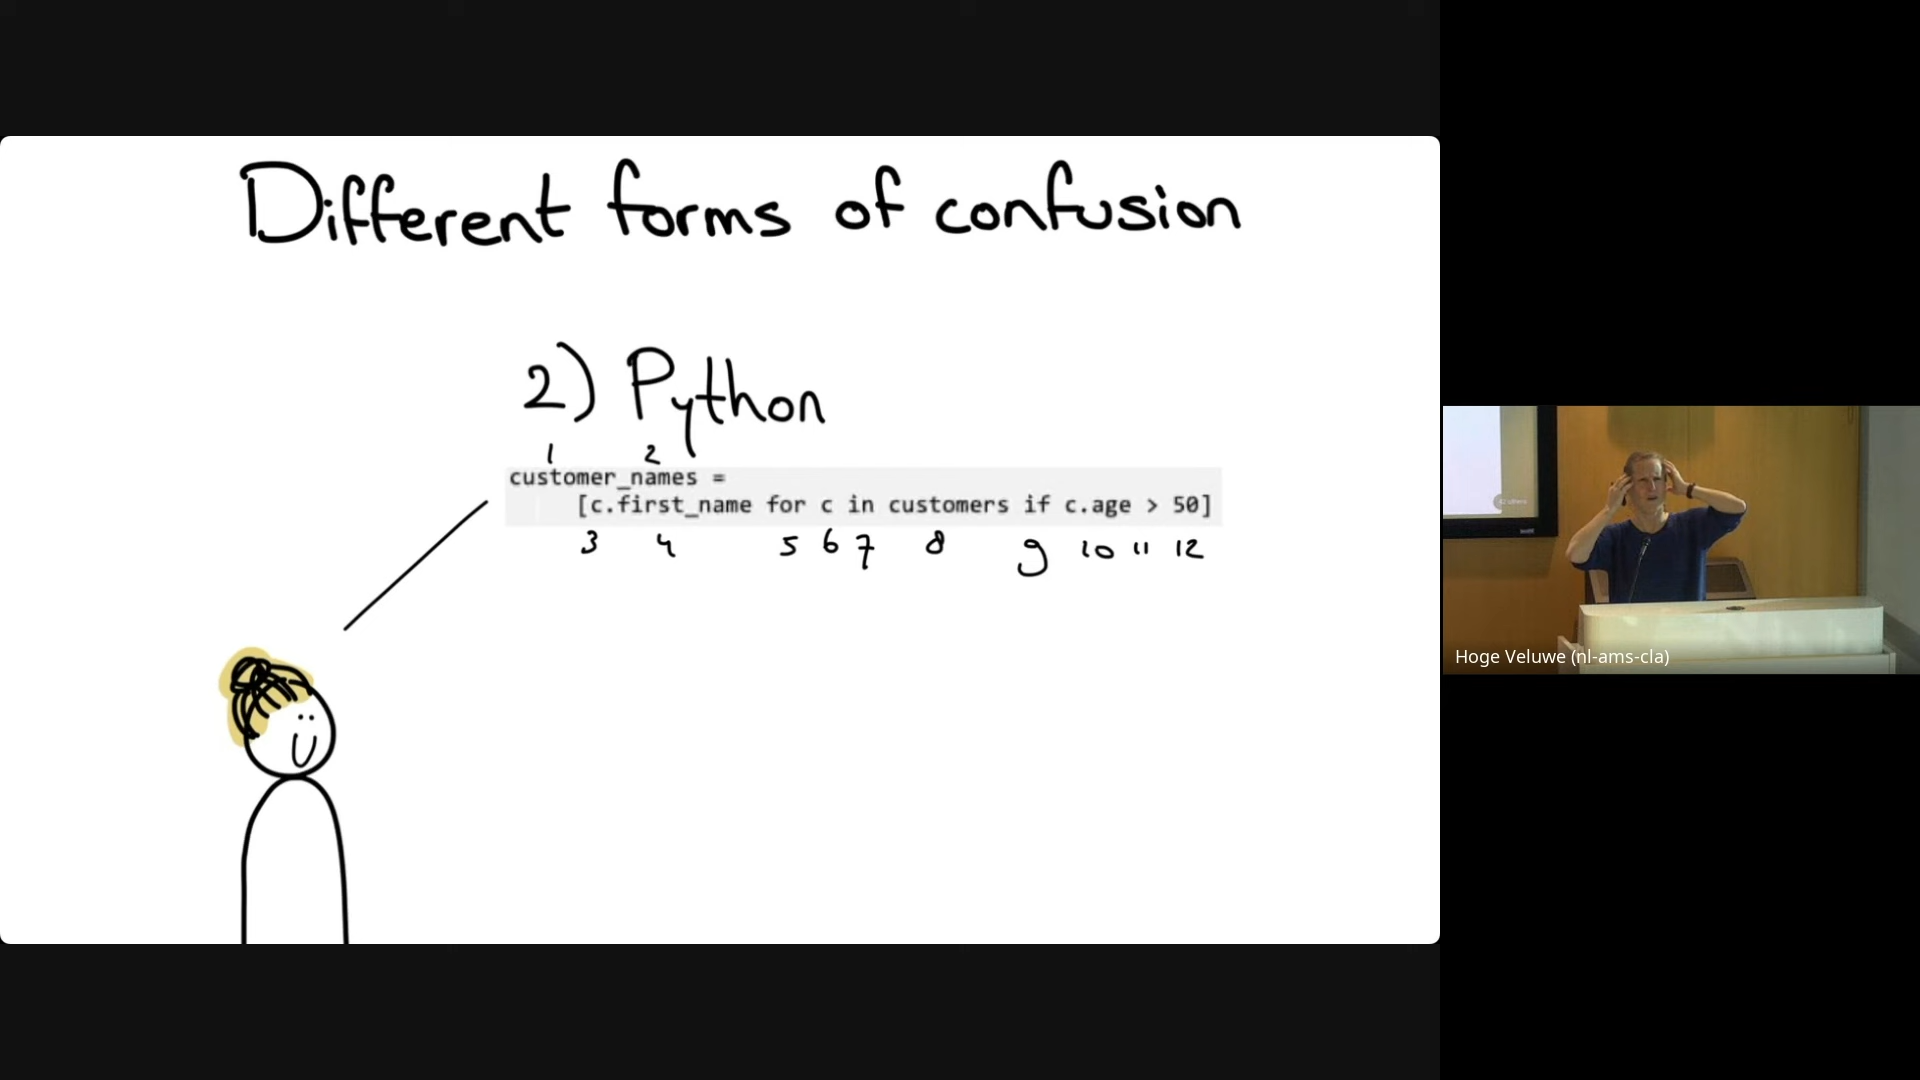 Different forms of confusion
2) Python
1 2
customer_names =
[c.first_name for c in customers if c.age > 50]
3 4 5 6 7 8 9 10 11 12
Hoge Veluwe (nl-ams-cla)